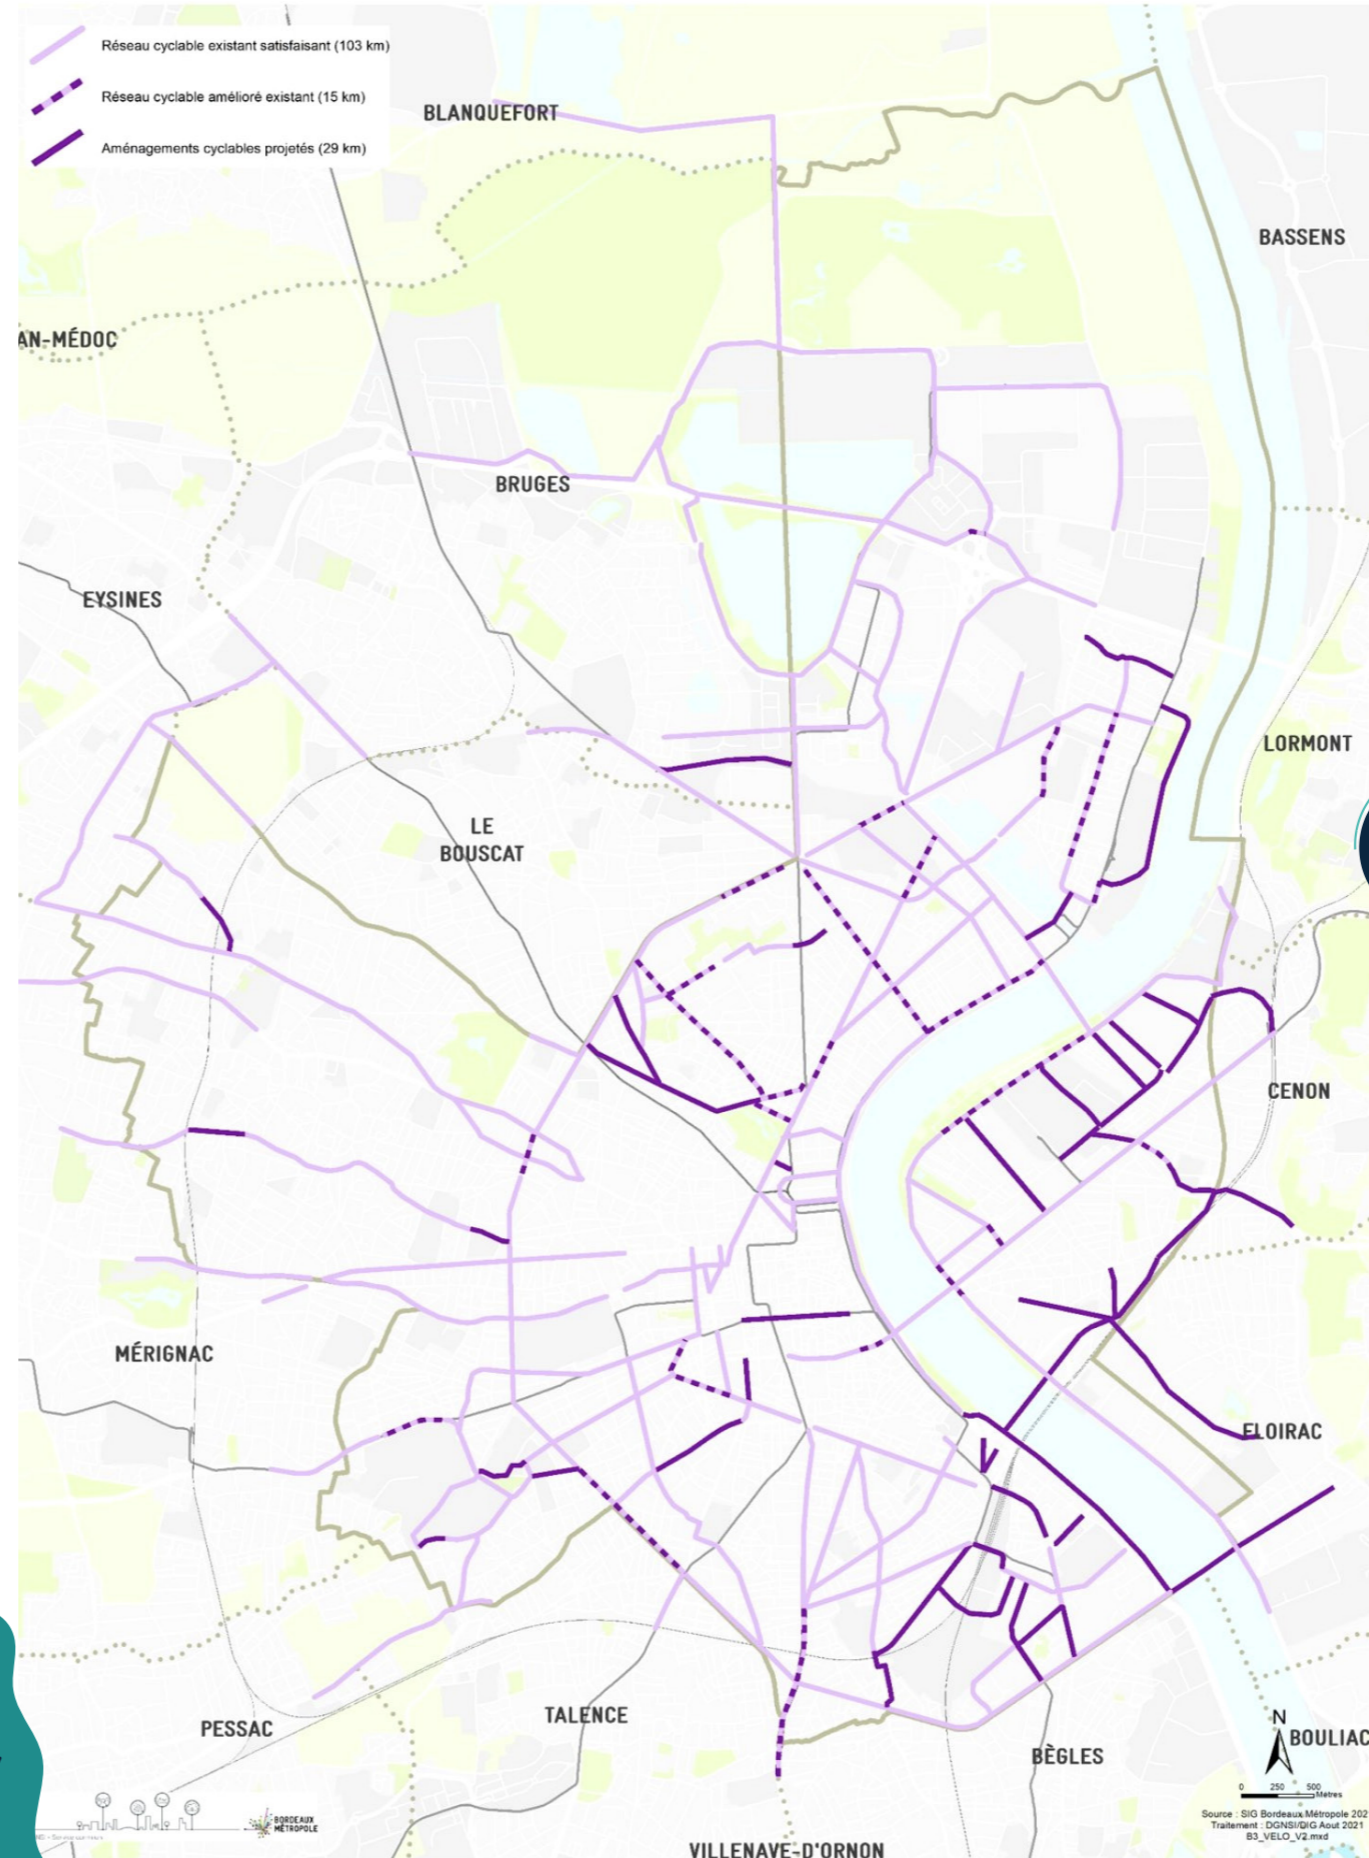 Réseau cyclable existant satisfaisant (103 km)
Réseau cyclable amélioré existant (15 km)
Aménagements cyclables projetés (29 km)
BLANQUEFORT
BASSENS
AN-MÉDOC
BRUGES
EYSINES
LORMONT
LE
BOUSCAT
CENON
MÉRIGNAC
FLOIRAC
PESSAC
TALENCE
BÈGLES
N
BOULIAC
0 250 500
Mètres
BORDEAUX
MÉTROPOLE
Source : SIG Bordeaux Métropole 202
Traitement : DGNSI/DIG Aout 2021
B3_VELO_V2.mxd
VILLENAVE-D'ORNON